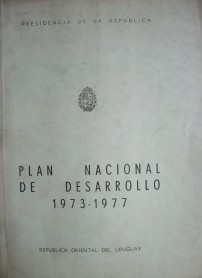 PRESIDENCIA DE LA REPUBLICA
PLAN NACIONAL
DE DESARROLLO
1973-1977
REPUBLICA ORIENTAL DEL URUGUAY